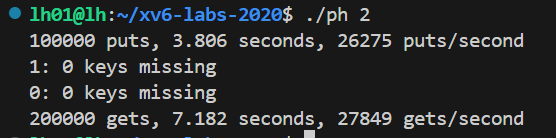 lh01@lh:~/xv6-labs-2020$ ./ph 2
100000 puts, 3.806 seconds, 26275 puts/second
1: 0 keys missing
0: 0 keys missing
200000 gets, 7.182 seconds, 27849 gets/second